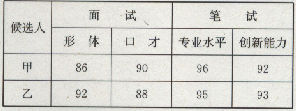 候选人 面试 笔试
形体 口才 专业水平 创新能力
甲 86 90 96 92
乙 92 88 95 93